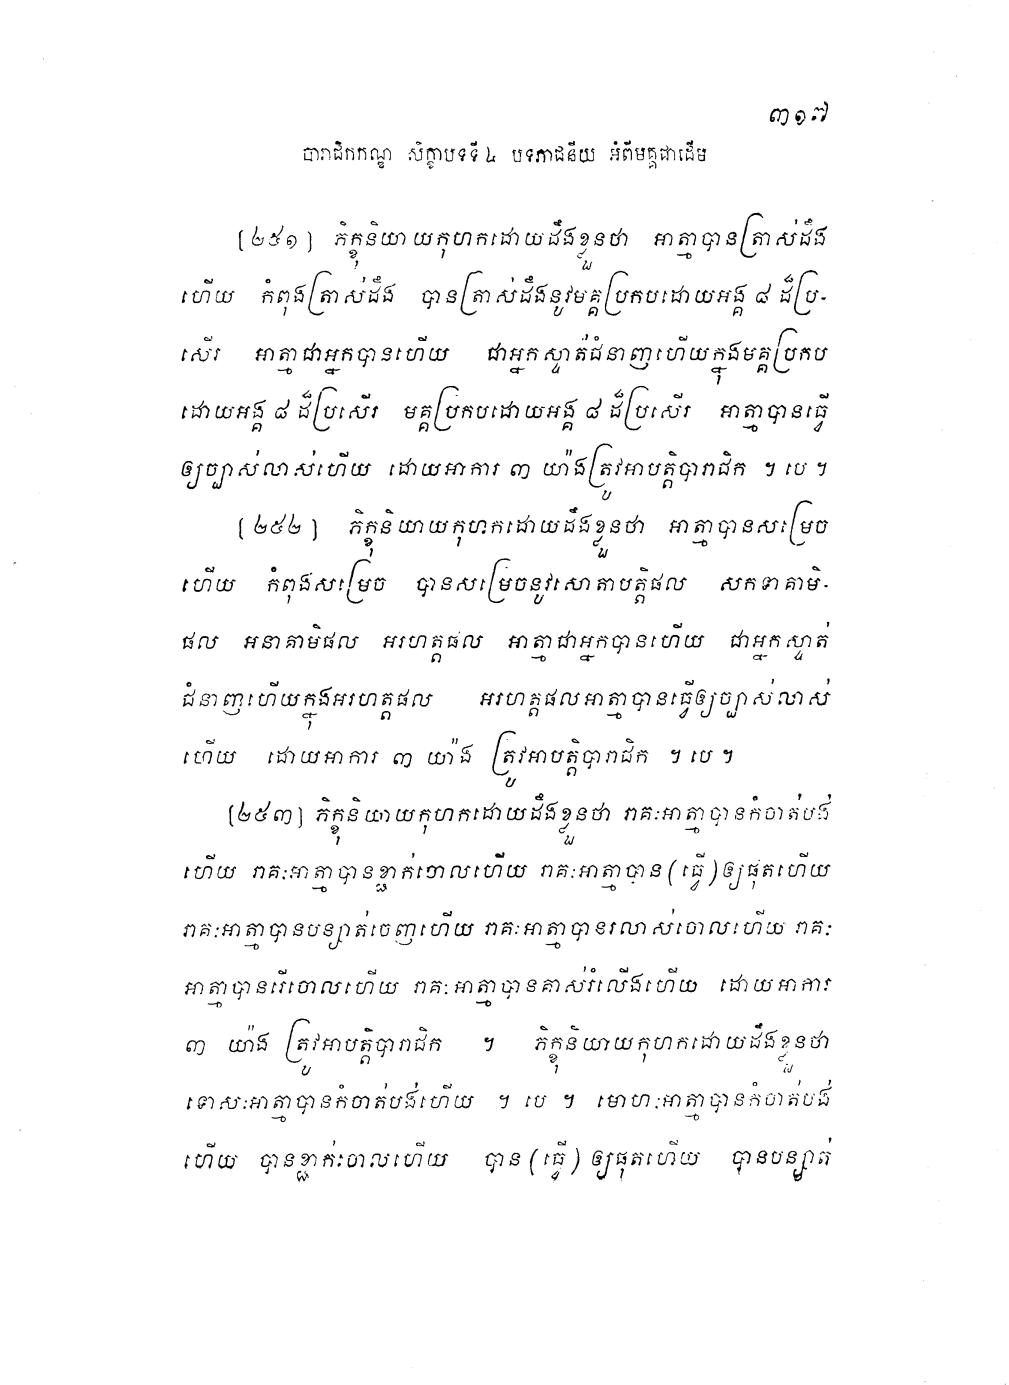 ៣១៧
បារាជិកកណ្ឌ សិក្ខាបទទី ៤ បទភាជនីយ អំពីមគ្គជាដើម
[២៥១] ភិក្ខុនិយាយកុហកដោយដឹងខ្លួនថា អាត្មាបានត្រាស់ដឹង
ហើយ កំពុងត្រាស់ដឹង បានត្រាស់ដឹងនូវមគ្គប្រកបដោយអង្គ ៨ ដ៏ប្រ-
សើរ អាត្មាជាអ្នកបានហើយ ជាអ្នកស្ទាត់ជំនាញហើយក្នុងមគ្គប្រកប
ដោយអង្គ ៨ ដ៏ប្រសើរ មគ្គប្រកបដោយអង្គ ៨ ដ៏ប្រសើរ អាត្មាបានធ្វើ
ឲ្យច្បាស់លាស់ហើយ ដោយអាការ ៣ យ៉ាងត្រូវអាបត្តិបារាជិក ។ បេ ។
[២៥២] ភិក្ខុនិយាយកុហកដោយដឹងខ្លួនថា អាត្មាបានសម្រេច
ហើយ កំពុងសម្រេច បានសម្រេចនូវសោតាបត្តិផល សកទាគាមិ-
ផល អនាគាមិផល អរហត្តផល អាត្មាជាអ្នកបានហើយ ជាអ្នកស្ទាត់
ជំនាញហើយក្នុងអរហត្តផល អរហត្តផលអាត្មាបានធ្វើឲ្យច្បាស់លាស់
ហើយ ដោយអាការ ៣ យ៉ាង ត្រូវអាបត្តិបារាជិក ។ បេ ។
[២៥៣] ភិក្ខុនិយាយកុហកដោយដឹងខ្លួនថា រាគៈអាត្មាបានកំចាត់បង់
ហើយ រាគៈអាត្មាបានខ្ជាក់ចោលហើយ រាគៈអាត្មាបាន (ធ្វើ) ឲ្យផុតហើយ
រាគៈអាត្មាបានបន្សាត់ចេញហើយ រាគៈអាត្មាបានរលាស់ចោលហើយ រាគៈ
អាត្មាបានរើចោលហើយ រាគៈអាត្មាបានគាស់រំលើងហើយ ដោយអាការ
៣ យ៉ាង ត្រូវអាបត្តិបារាជិក ។ ភិក្ខុនិយាយកុហកដោយដឹងខ្លួនថា
ទោសៈអាត្មាបានកំចាត់បង់ហើយ ។ បេ ។ មោហៈអាត្មាបានកំចាត់បង់
ហើយ បានខ្ជាក់ចោលហើយ បាន (ធ្វើ) ឲ្យផុតហើយ បានបន្សាត់